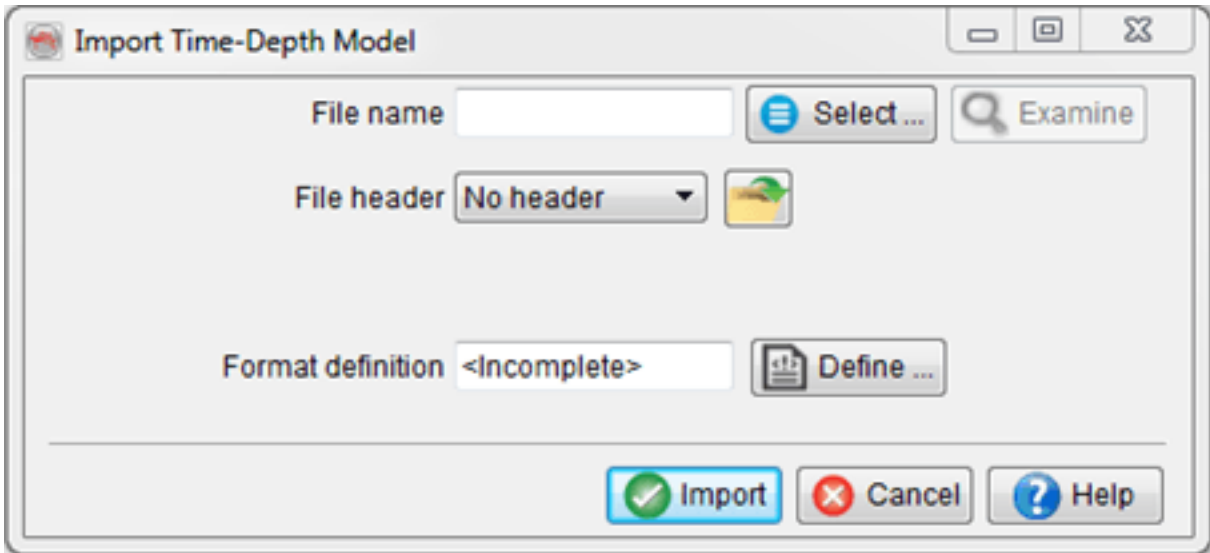 Import Time-Depth Model
File name Select ... Examine
File header No header
Format definition <Incomplete> Define ...
Import Cancel Help